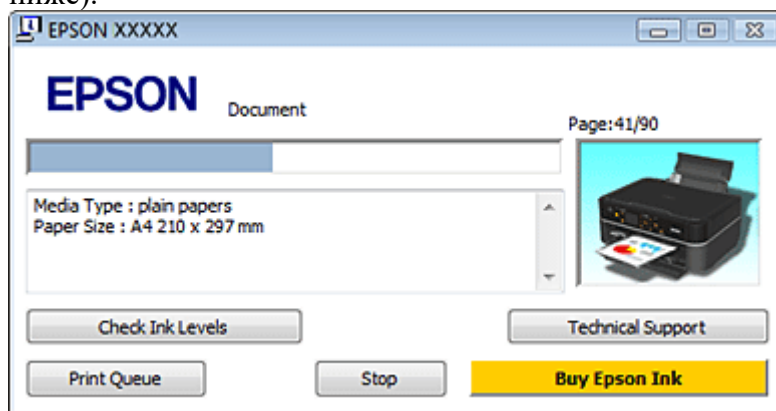 ниже).
EPSON XXXXX
EPSON
Document
Page:41/90
Media Type : plain papers
Paper Size : A4 210 x 297 mm
Check Ink Levels
Technical Support
Print Queue
Stop
Buy Epson Ink